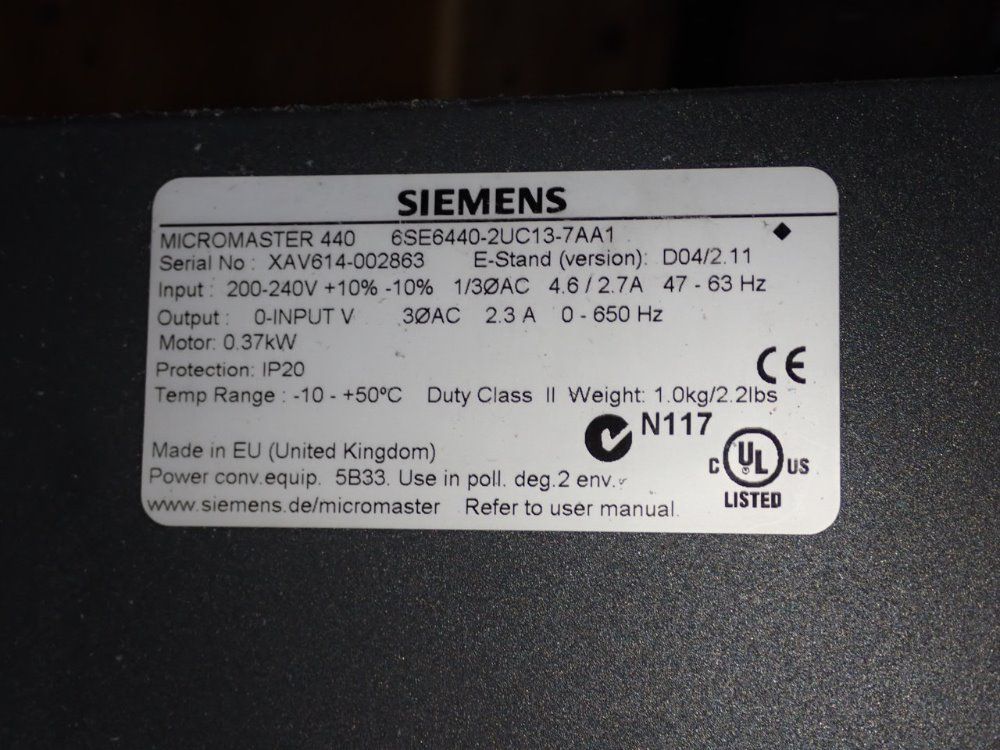 SIEMENS
MICROMASTER 440 6SE6440-2UC13-7AA1
Serial No : XAV614-002863 E-Stand (version): D04/2.11
Input : 200-240V +10% -10% 1/3ØAC 4.6 / 2.7A 47 - 63 Hz
Output : 0-INPUT V 3ØAC 2.3 A 0 - 650 Hz
Motor: 0.37kW
Protection: IP20
CE
Temp Range : -10 - +50ºC Duty Class II Weight: 1.0kg/2.2lbs
N117
Made in EU (United Kingdom)
C UL US
LISTED
Power conv.equip. 5B33. Use in poll. deg.2 env.
www.siemens.de/micromaster Refer to user manual.